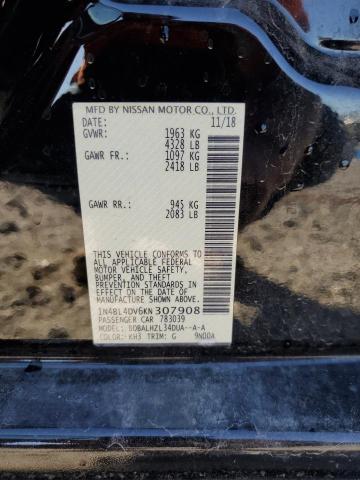 MFD BY NISSAN MOTOR CO., LTD.
DATE: 11/18
GVWR: 1963 KG
4328 LB
GAWR FR.: 1097 KG
2418 LB
GAWR RR.: 945 KG
2083 LB
THIS VEHICLE CONFORMS TO
ALL APPLICABLE FEDERAL
MOTOR VEHICLE SAFETY,
BUMPER, AND THEFT
PREVENTION STANDARDS
IN EFFECT ON THE DATE
OF MANUFACTURE SHOWN
ABOVE.
1N4BL4DV6KN307908
PASSENGER CAR 783039
BDBALHZL34DUA--A-A
COLOR: KH3 TRIM: G 9N00A